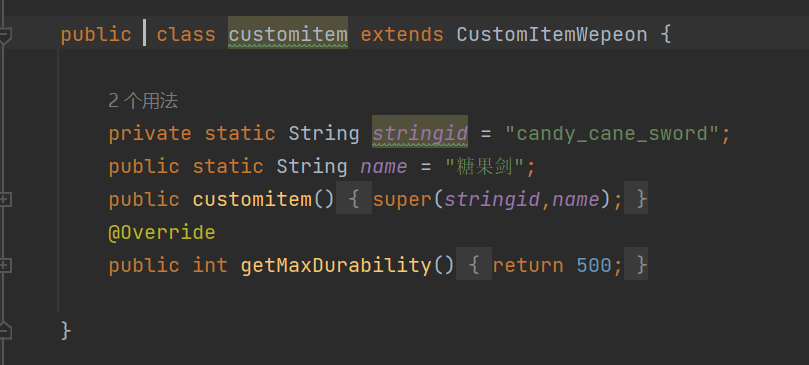 public class customitem extends CustomItemWepeon {
2 个用法
private static String stringid = "candy_cane_sword";
public static String name = "糖果剑";
public customitem() { super(stringid,name); }
@Override
public int getMaxDurability() { return 500; }
}